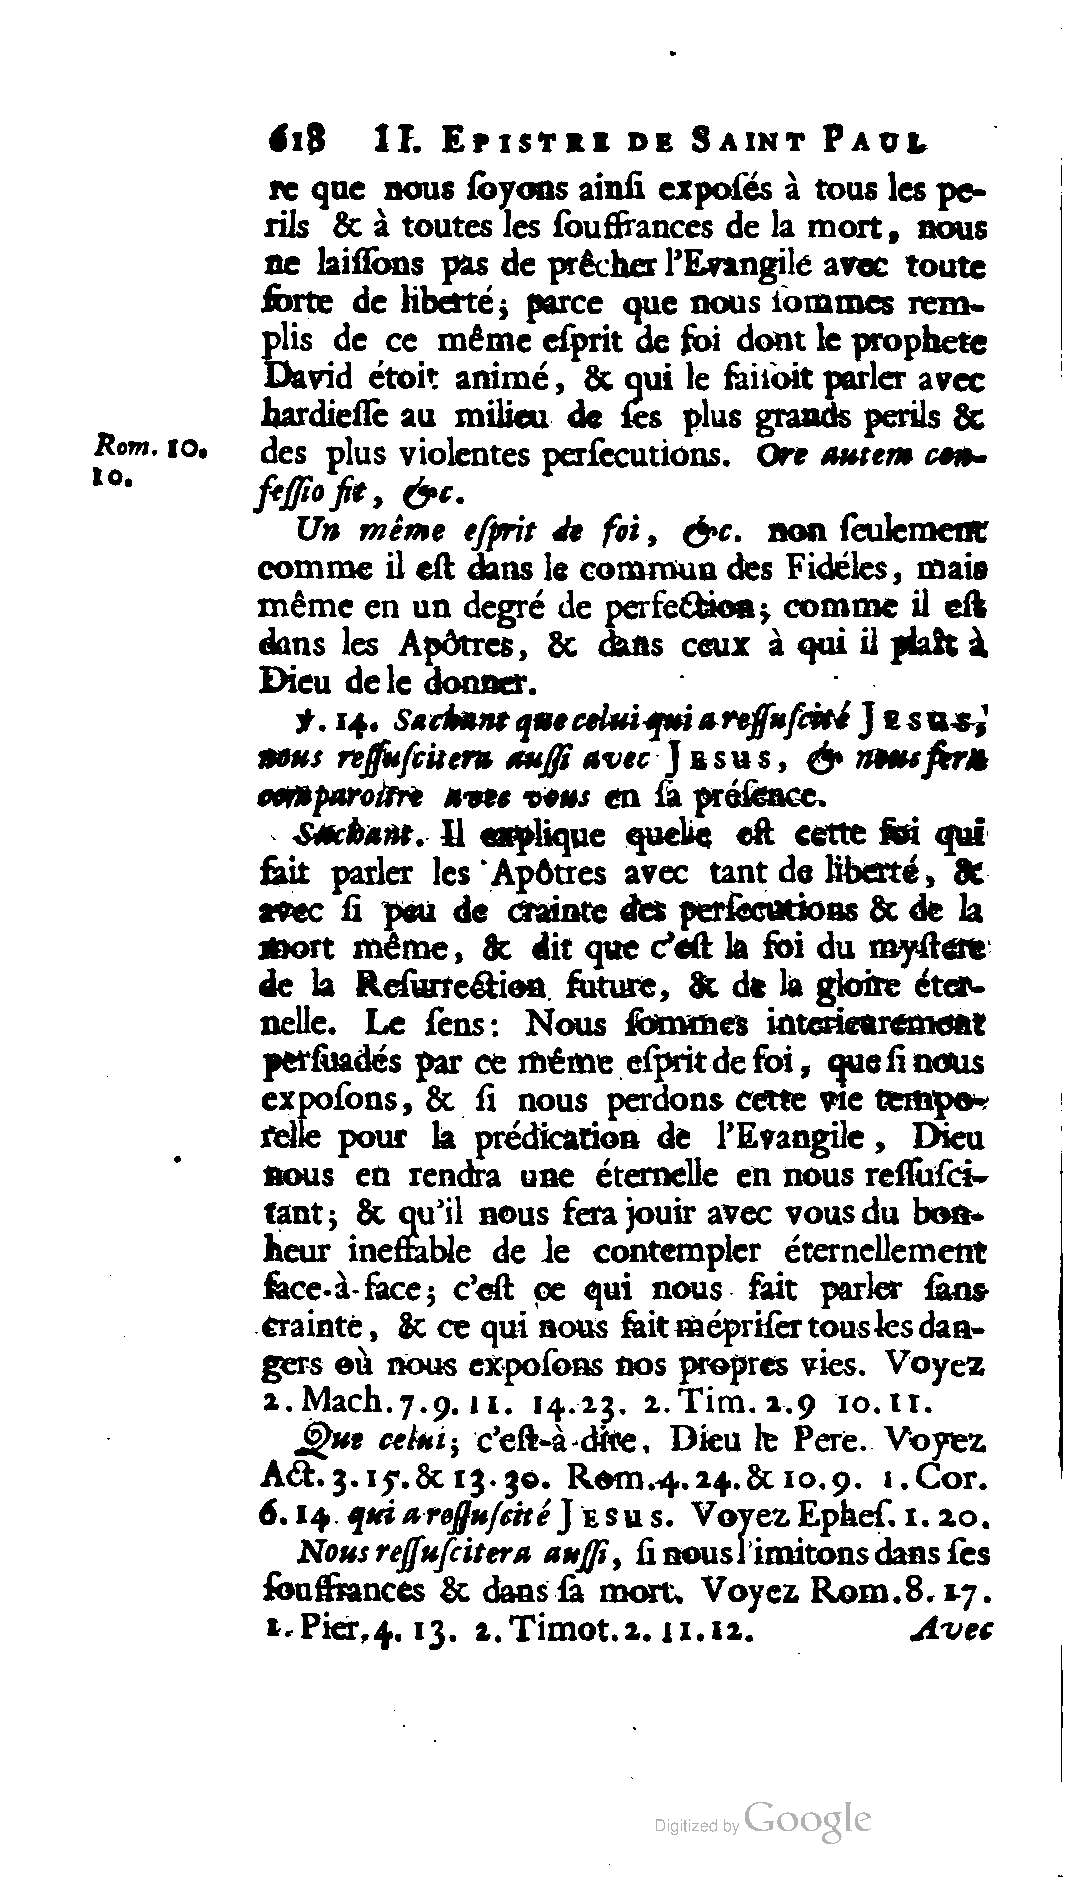 618 II. EPISTRE DE SAINT PAUL
re que nous ſoyons ainſi expoſés à tous les pe-
rils & à toutes les ſouffrances de la mort, nous
ne laiſſons pas de prêcher l'Evangile avec toute
ſorte de liberté; parce que nous ſommes rem-
plis de ce même eſprit de foi dont le prophete
David étoit animé, & qui le faiſoit parler avec
hardieſſe au milieu de ſes plus grands perils &
des plus violentes perſecutions. Ore autem con-
Rom. 10.
10.
feſſio fit, &c.
Un même eſprit de foi, &c. non ſeulement
comme il eſt dans le commun des Fidéles, mais
même en un degré de perfection; comme il eſt
dans les Apôtres, & dans ceux à qui il plaît à
Dieu de le donner.
℣. 14. Sachant que celui qui a reſſuſcité JESUS,
nous reſſuſcitera auſſi avec JESUS, & nous fera
comparoître avec vous en ſa préſence.
Sachant. Il explique quelle eſt cette foi qui
fait parler les Apôtres avec tant de liberté, &
avec ſi peu de crainte des perſecutions & de la
mort même, & dit que c'eſt la foi du myſtere
de la Reſurrection future, & de la gloire éter-
nelle. Le ſens: Nous ſommes interieurement
perſuadés par ce même eſprit de foi, que ſi nous
expoſons, & ſi nous perdons cette vie tempo-
relle pour la prédication de l'Evangile, Dieu
nous en rendra une éternelle en nous reſſuſci-
tant; & qu'il nous fera jouir avec vous du bon-
heur ineffable de le contempler éternellement
face-à-face; c'eſt ce qui nous fait parler ſans
crainte, & ce qui nous fait mépriſer tous les dan-
gers où nous expoſons nos propres vies. Voyez
2. Mach. 7. 9. 11. 14. 23. 2. Tim. 2. 9 10. 11.
Que celui; c'eſt-à-dire, Dieu le Pere. Voyez
Act. 3. 15. & 13. 30. Rom. 4. 24. & 10. 9. 1. Cor.
6. 14. qui a reſſuſcité JESUS. Voyez Epheſ. 1. 20.
Nous reſſuſcitera auſſi, ſi nous l'imitons dans ſes
ſouffrances & dans ſa mort. Voyez Rom. 8. 17.
1. Pier. 4. 13. 2. Timot. 2. 11. 12. Avec
Digitized by Google